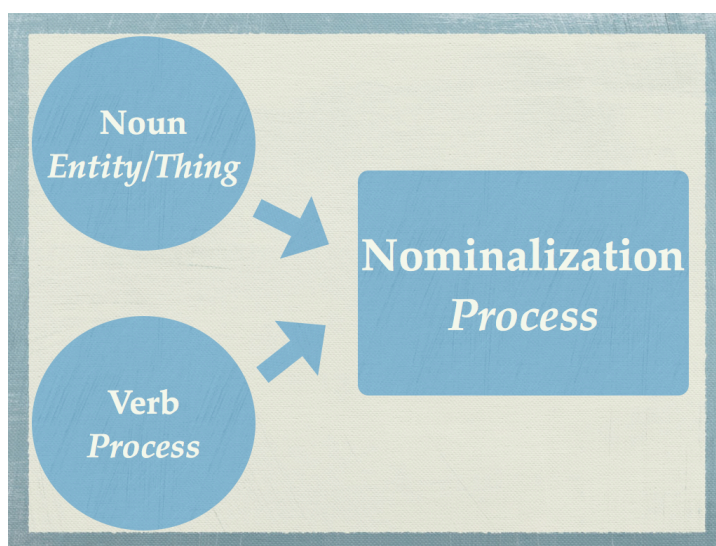 Noun
Entity/Thing
Nominalization
Process
Verb
Process